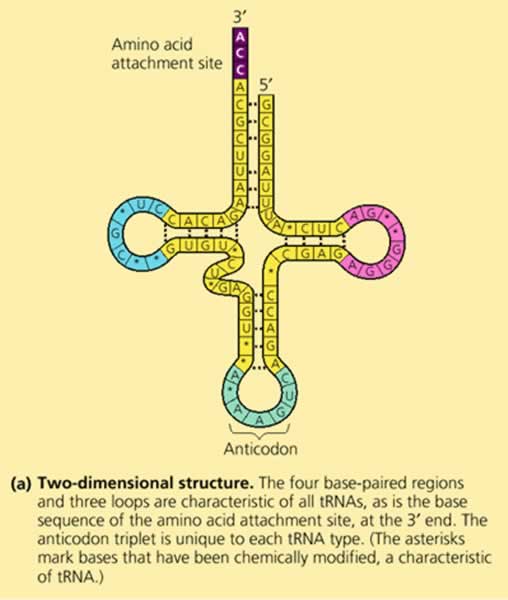 3′
Amino acid
attachment site
A
C
C
A
C
G
C
U
U
A
A
5′
G
C
G
G
A
U
U
G A C A C
C U *
G
C * *
G U G U *
C
U
*
G A G
G
G
U
*
*
A * C U C
A G *
G
G
G A
C G A G
*
C
C
A
G
A
A
*
A
A
G
U
C
Anticodon
(a) Two-dimensional structure. The four base-paired regions
and three loops are characteristic of all tRNAs, as is the base
sequence of the amino acid attachment site, at the 3′ end. The
anticodon triplet is unique to each tRNA type. (The asterisks
mark bases that have been chemically modified, a characteristic
of tRNA.)